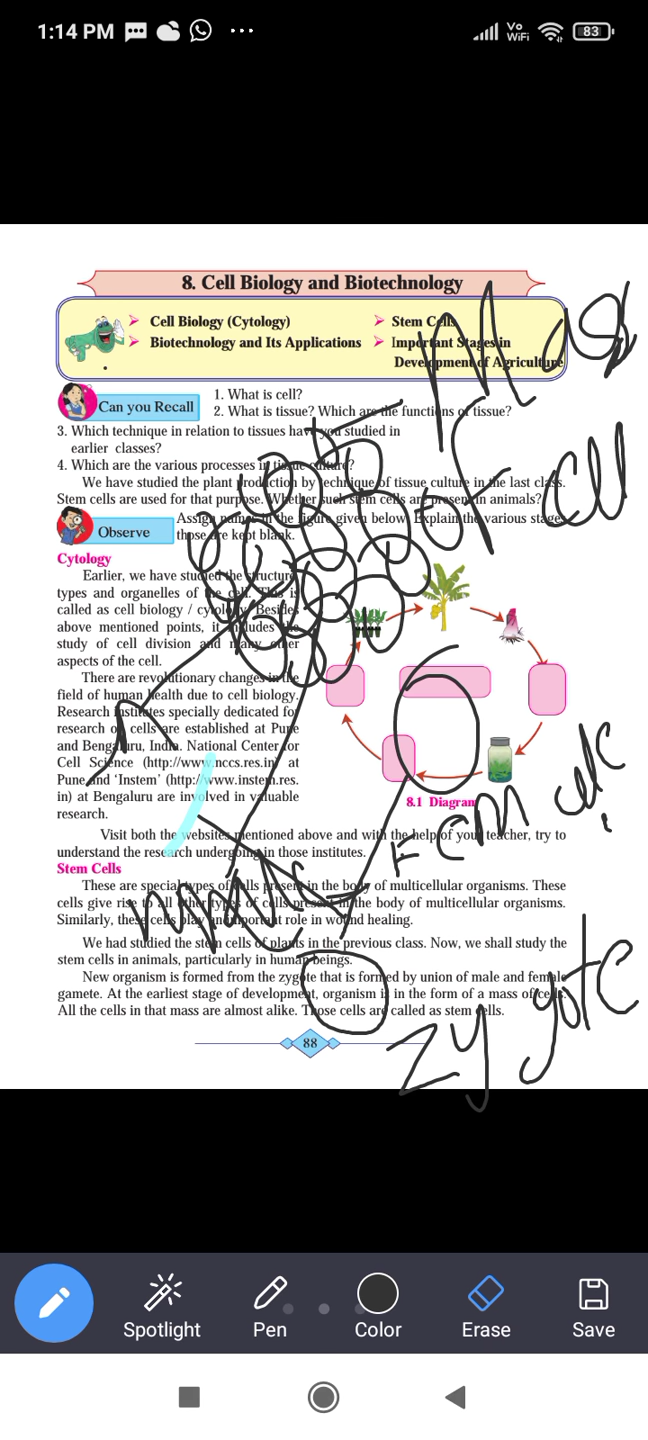 1:14 PM
Vo
WiFi
83
8. Cell Biology and Biotechnology
Cell Biology (Cytology)
Stem Cells
Biotechnology and Its Applications
Important Stages in
Development of Agriculture
Can you Recall
1. What is cell?
2. What is tissue? Which are the functions of tissue?
3. Which technique in relation to tissues have you studied in
earlier classes?
4. Which are the various processes in tissue culture?
We have studied the plant production by technique of tissue culture in the last class.
Stem cells are used for that purpose. Whether such stem cells are present in animals?
Observe
Assign names in the figure given below. Explain the various stages
those are kept blank.
Cytology
Earlier, we have studied the structure,
types and organelles of the cell. This is
called as cell biology / cytology. Besides
above mentioned points, it includes the
study of cell division and many other
aspects of the cell.
There are revolutionary changes in the
field of human health due to cell biology.
Research institutes specially dedicated for
research on cells are established at Pune
and Bengaluru, India. National Center for
Cell Science (http://www.nccs.res.in) at
Pune and ‘Instem’ (http://www.instem.res.
in) at Bengaluru are involved in valuable
research.
8.1 Diagram
Visit both the websites mentioned above and with the help of your teacher, try to
understand the research undergoing in those institutes.
Stem Cells
These are special types of cells present in the body of multicellular organisms. These
cells give rise to all other types of cells present in the body of multicellular organisms.
Similarly, these cells play an important role in wound healing.
We had studied the stem cells of plants in the previous class. Now, we shall study the
stem cells in animals, particularly in human beings.
New organism is formed from the zygote that is formed by union of male and female
gamete. At the earliest stage of development, organism is in the form of a mass of cells.
All the cells in that mass are almost alike. Those cells are called as stem cells.
88
Mass
of cell
zygote
Spotlight
Pen
Color
Erase
Save